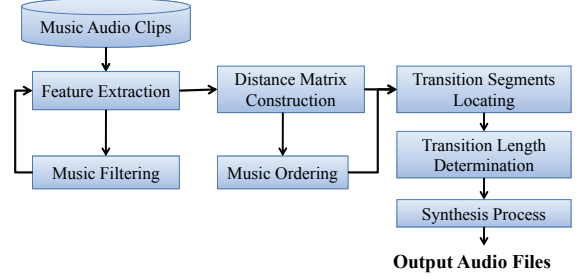 Music Audio Clips
Feature Extraction
Music Filtering
Distance Matrix
Construction
Music Ordering
Transition Segments
Locating
Transition Length
Determination
Synthesis Process
Output Audio Files